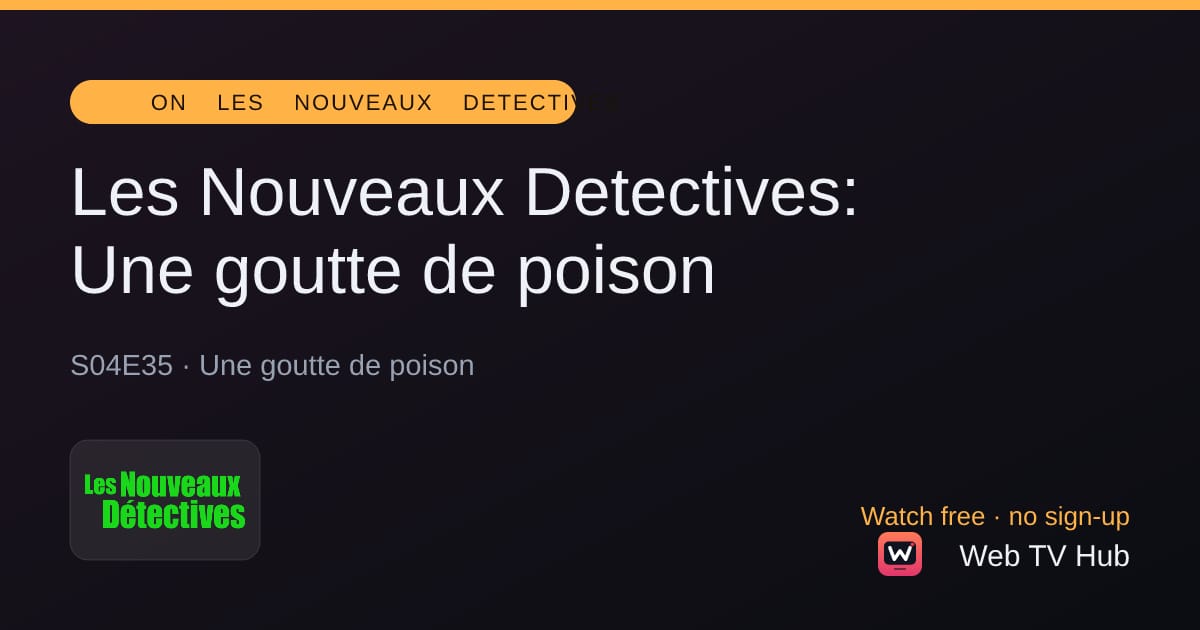 ON LES NOUVEAUX DETECTIVES
Les Nouveaux Detectives:
Une goutte de poison
S04E35 · Une goutte de poison
Les Nouveaux
Détectives
Watch free · no sign-up
W
Web TV Hub